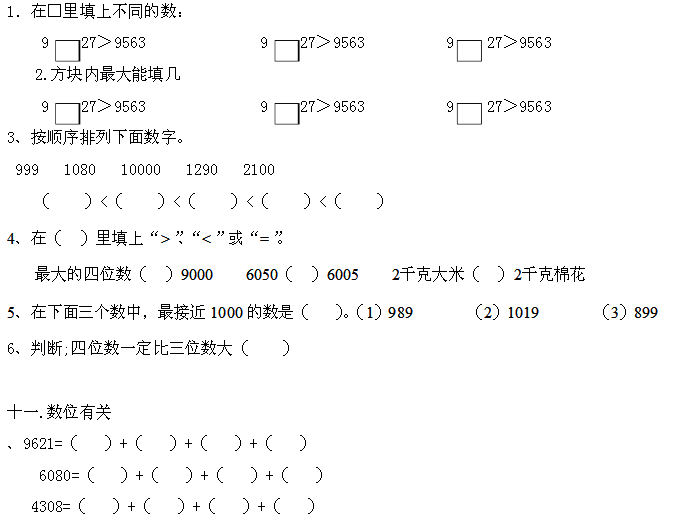 1. 在□里填上不同的数:
9□27＞9563 9□27＞9563 9□27＞9563
2.方块内最大能填几
9□27＞9563 9□27＞9563 9□27＞9563
3、按顺序排列下面数字。
999 1080 10000 1290 2100
（ ）<（ ）<（ ）<（ ）<（ ）
4、在（ ）里填上“>”、“<”或“=”。
最大的四位数（ ）9000 6050（ ）6005 2千克大米（ ）2千克棉花
5、在下面三个数中，最接近1000的数是（ ）。（1）989 （2）1019 （3）899
6、判断;四位数一定比三位数大（ ）
十一.数位有关
、9621=（ ）+（ ）+（ ）+（ ）
6080=（ ）+（ ）+（ ）+（ ）
4308=（ ）+（ ）+（ ）+（ ）